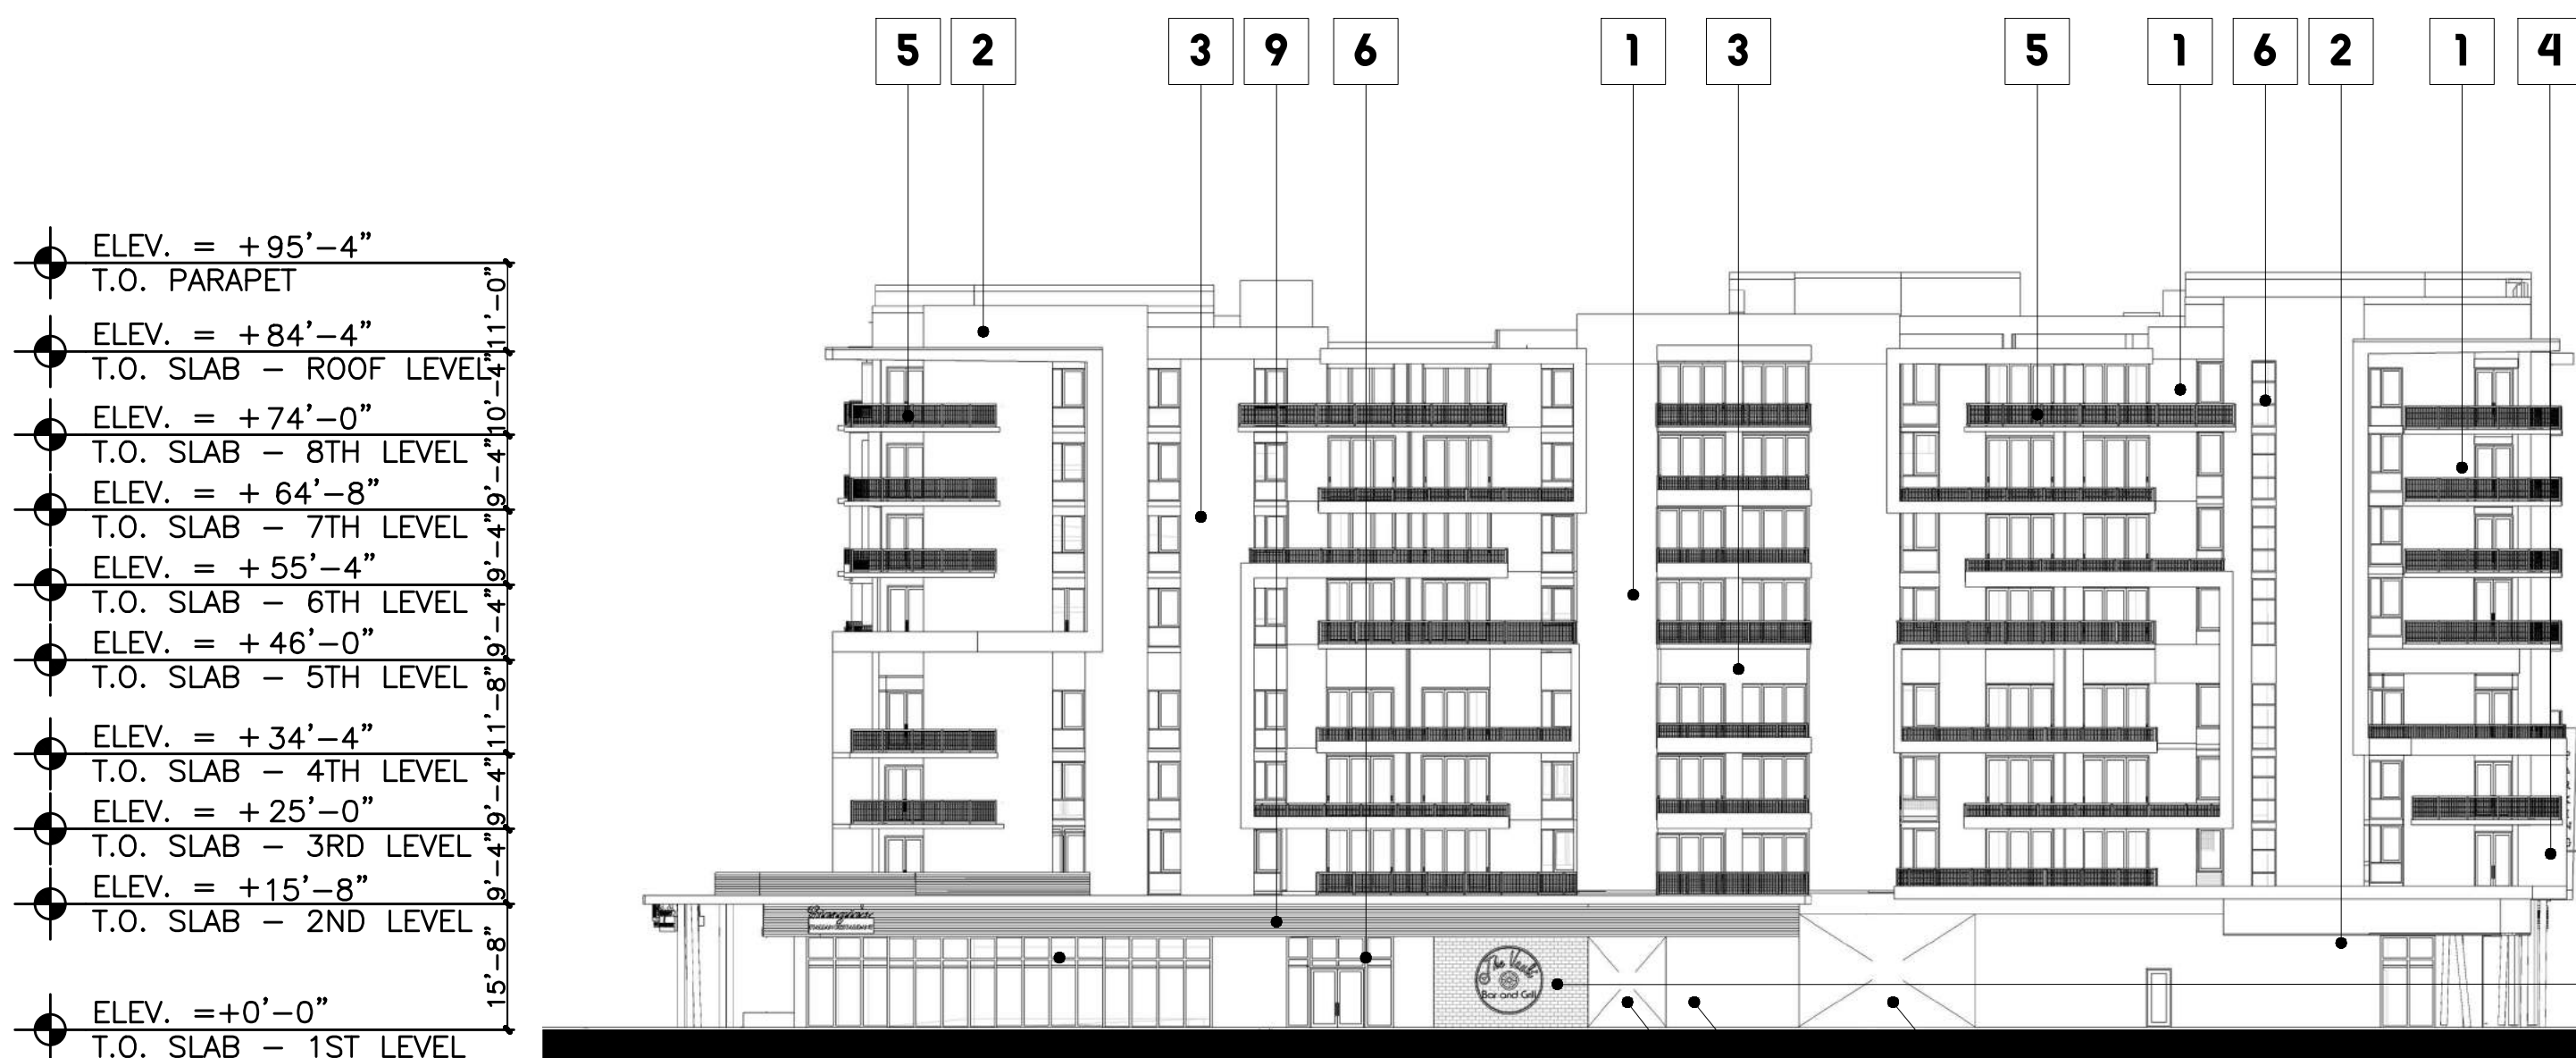 5 2 3 9 6 1 3 5 1 6 2 1 4
ELEV. = +95'-4"
T.O. PARAPET
11'-0"
ELEV. = +84'-4"
T.O. SLAB - ROOF LEVEL
10'-4"
ELEV. = +74'-0"
T.O. SLAB - 8TH LEVEL
9'-4"
ELEV. = + 64'-8"
T.O. SLAB - 7TH LEVEL
9'-4"
ELEV. = + 55'-4"
T.O. SLAB - 6TH LEVEL
9'-4"
ELEV. = +46'-0"
T.O. SLAB - 5TH LEVEL
11'-8"
ELEV. = +34'-4"
T.O. SLAB - 4TH LEVEL
9'-4"
ELEV. = +25'-0"
T.O. SLAB - 3RD LEVEL
9'-4"
ELEV. = +15'-8"
T.O. SLAB - 2ND LEVEL
15'-8"
ELEV. =+0'-0"
T.O. SLAB - 1ST LEVEL
The Vault
Bar and Grill